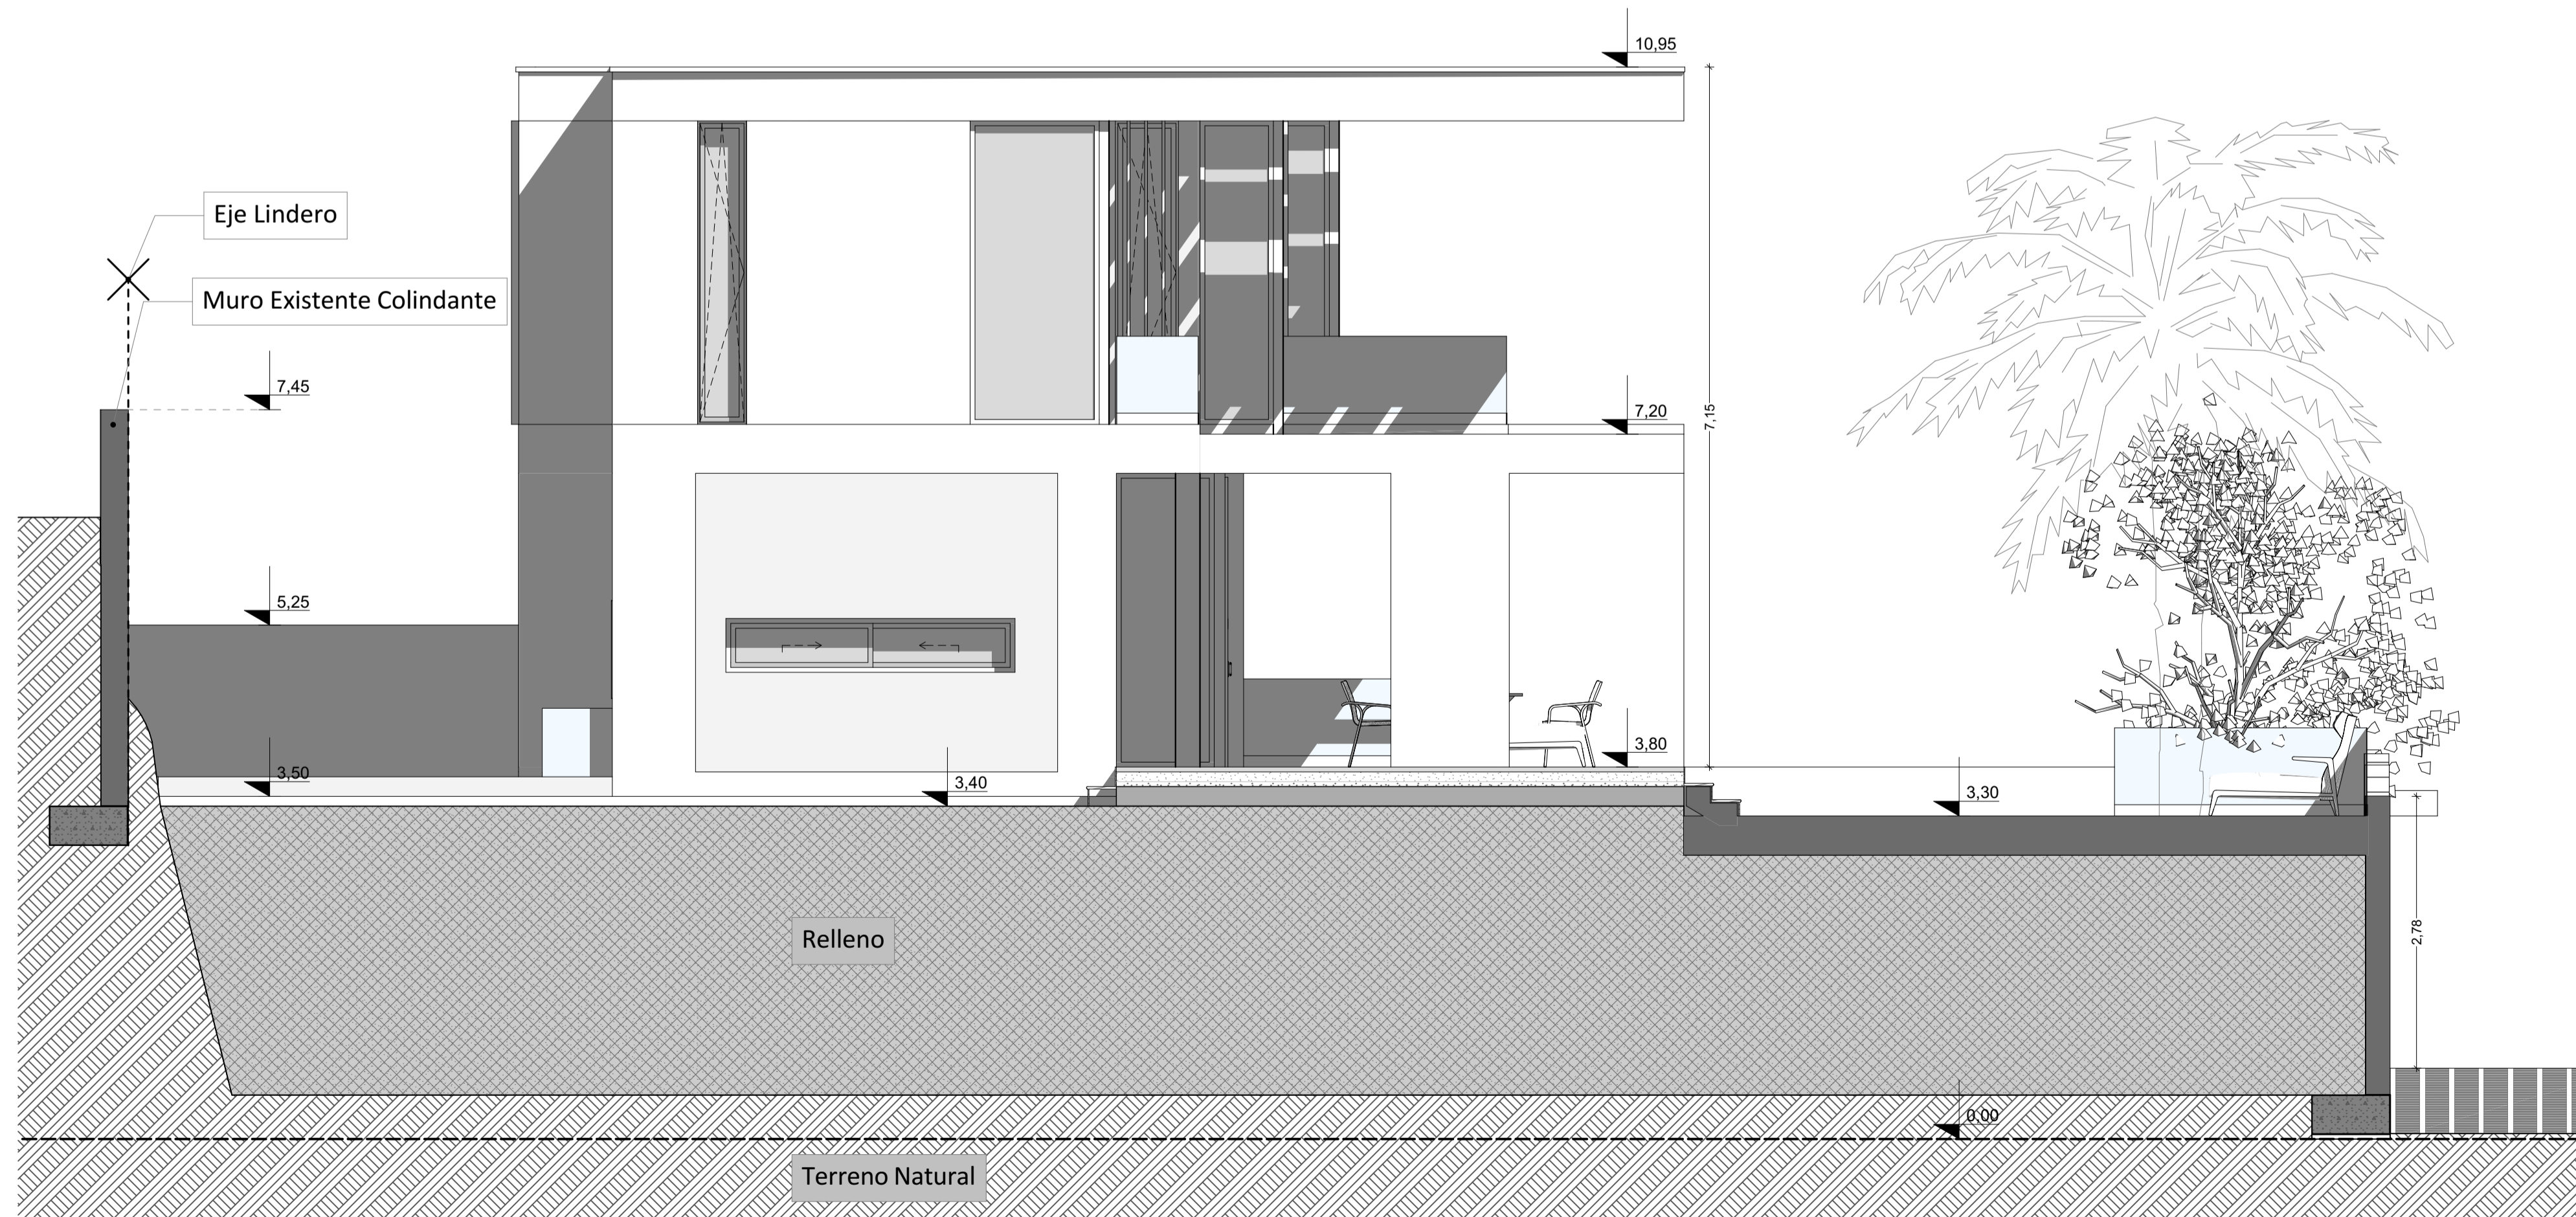 10,95
Eje Lindero
Muro Existente Colindante
7,45
7,20
7,15
5,25
3,80
3,50
3,40
3,30
Relleno
2,78
0,00
Terreno Natural